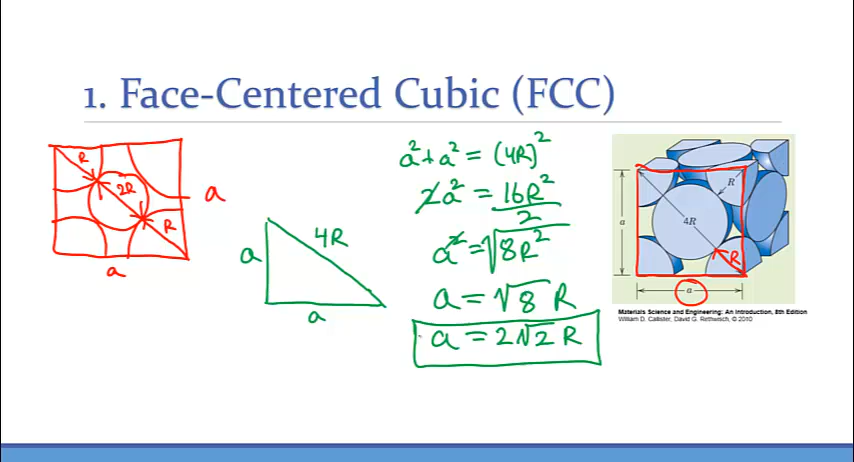 1. Face-Centered Cubic (FCC)
R
2R
R
a
a
a
4R
a
a² + a² = (4R)²
2a² = 16R²
2
a² = √8R²
a = √8 R
a = 2√2 R
R
4R
R
a
a
Materials Science and Engineering: An Introduction, 8th Edition
William D. Callister, David G. Rethwisch, © 2010